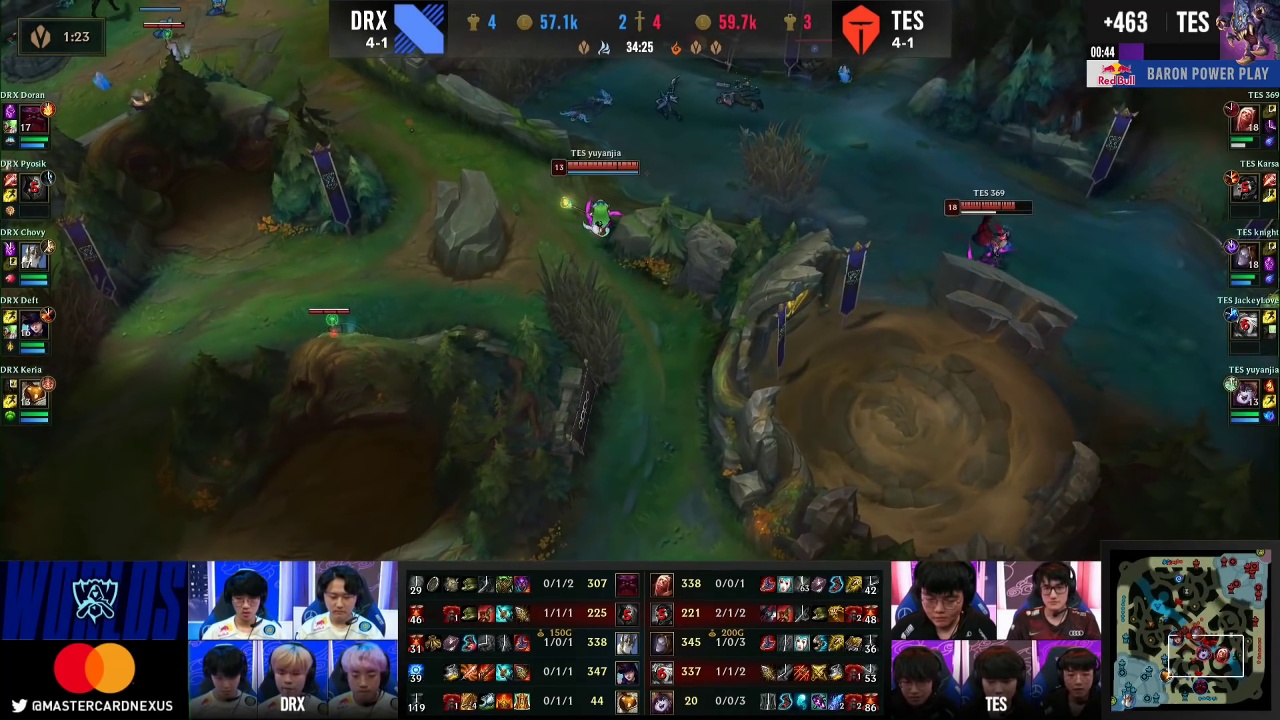 1:23
DRX
4-1
4
57.1k
2
4
59.7k
3
34:25
TES
4-1
+463
TES
00:44
Red Bull
BARON POWER PLAY
DRX Doran
17
DRX Pyosik
DRX Chovy
17
DRX Deft
16
DRX Keria
TES 369
18
TES Karsa
TES knight
18
TES JackeyLove
TES yuyanjia
13
TES yuyanjia
13
TES 369
18
WORLDS
@MASTERCARDNEXUS
DRX
29 0/1/2 307 338 0/0/1 42
46 1/1/1 225 221 2/1/2 48
150G 200G
31 1/0/1 338 345 1/0/3 36
39 0/1/1 347 337 1/1/2 53
119 0/1/1 44 20 0/0/3 86
TES